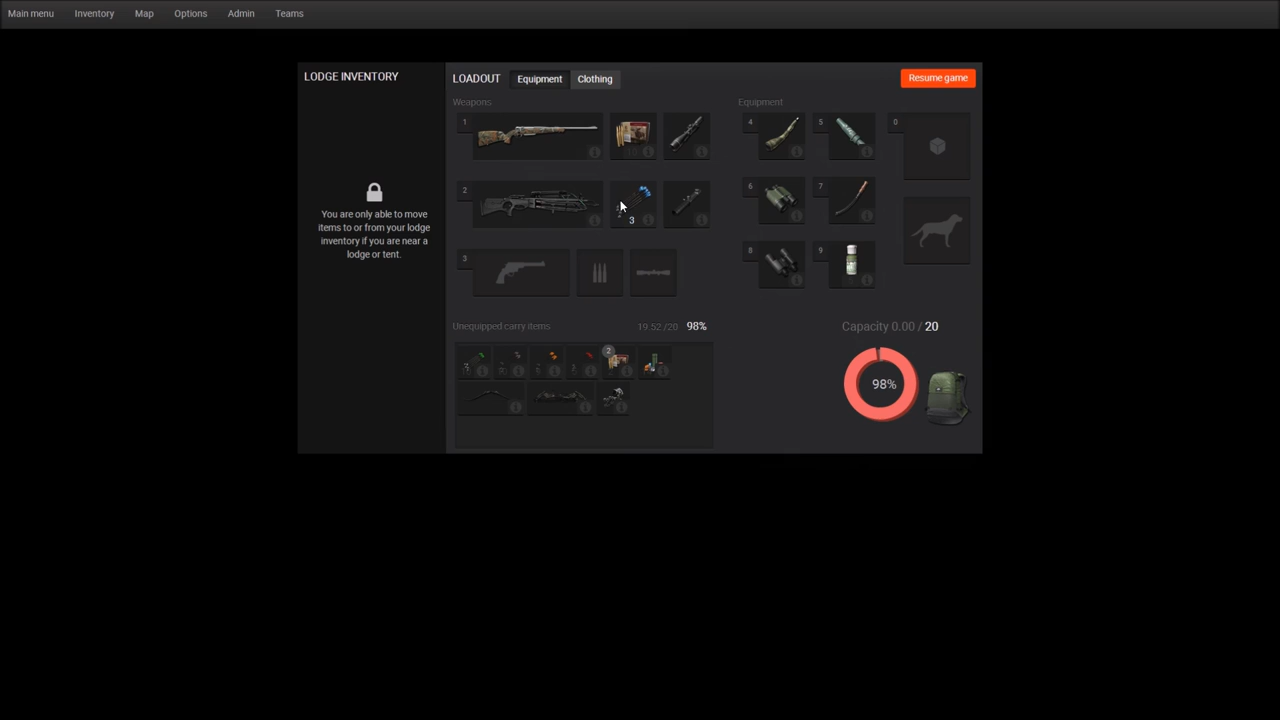 Main menu Inventory Map Options Admin Teams
LODGE INVENTORY
You are only able to move
items to or from your lodge
inventory if you are near a
lodge or tent.
LOADOUT Equipment Clothing Resume game
Weapons Equipment
1 4 5 0
2 3 6 7
3 8 9
Unequipped carry items 19.52 /20 98% Capacity 0.00 / 20
2
98%